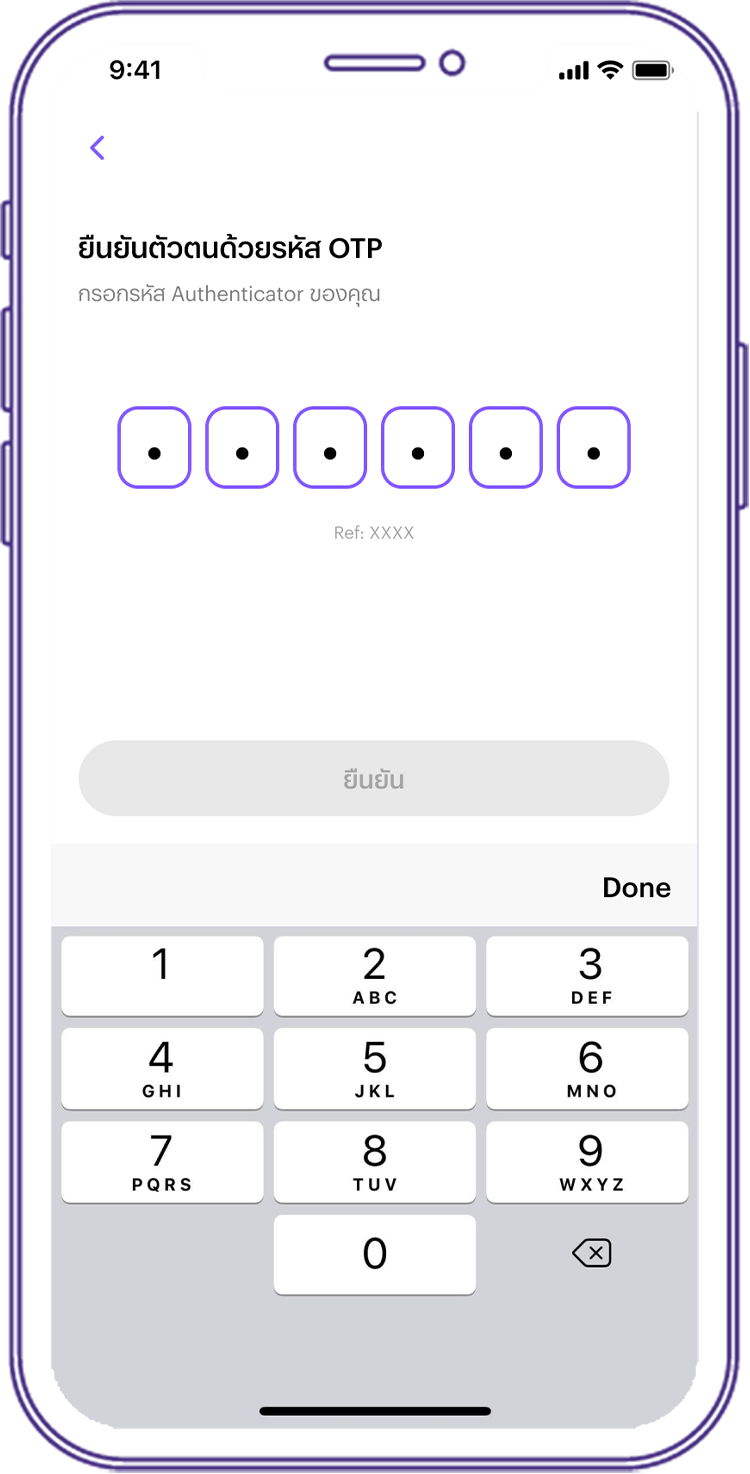 9:41
ยืนยันตัวตนด้วยรหัส OTP
กรอกรหัส Authenticator ของคุณ
Ref: XXXX
ยืนยัน
Done
1
2
ABC
3
DEF
4
GHI
5
JKL
6
MNO
7
PQRS
8
TUV
9
WXYZ
0